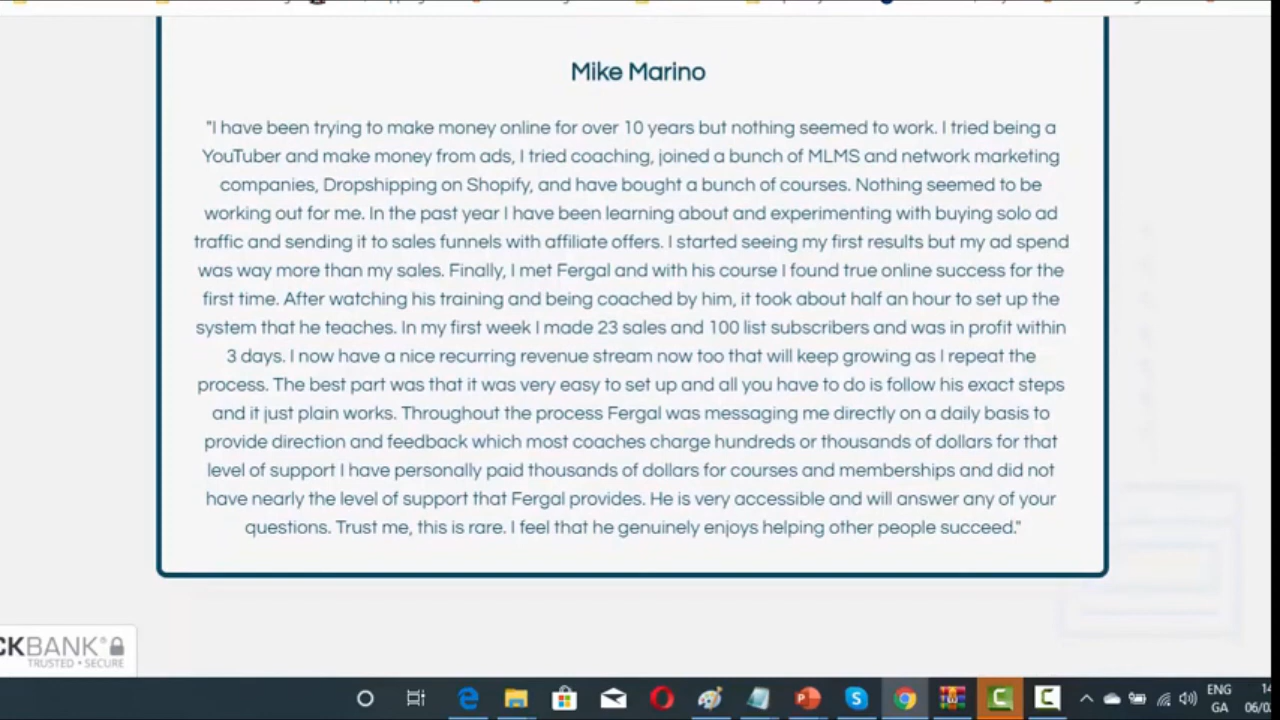 Mike Marino
"I have been trying to make money online for over 10 years but nothing seemed to work. I tried being a
YouTuber and make money from ads, I tried coaching, joined a bunch of MLMS and network marketing
companies, Dropshipping on Shopify, and have bought a bunch of courses. Nothing seemed to be
working out for me. In the past year I have been learning about and experimenting with buying solo ad
traffic and sending it to sales funnels with affiliate offers. I started seeing my first results but my ad spend
was way more than my sales. Finally, I met Fergal and with his course I found true online success for the
first time. After watching his training and being coached by him, it took about half an hour to set up the
system that he teaches. In my first week I made 23 sales and 100 list subscribers and was in profit within
3 days. I now have a nice recurring revenue stream now too that will keep growing as I repeat the
process. The best part was that it was very easy to set up and all you have to do is follow his exact steps
and it just plain works. Throughout the process Fergal was messaging me directly on a daily basis to
provide direction and feedback which most coaches charge hundreds or thousands of dollars for that
level of support I have personally paid thousands of dollars for courses and memberships and did not
have nearly the level of support that Fergal provides. He is very accessible and will answer any of your
questions. Trust me, this is rare. I feel that he genuinely enjoys helping other people succeed."
CKBANK®
TRUSTED • SECURE
ENG
GA
14
06/0